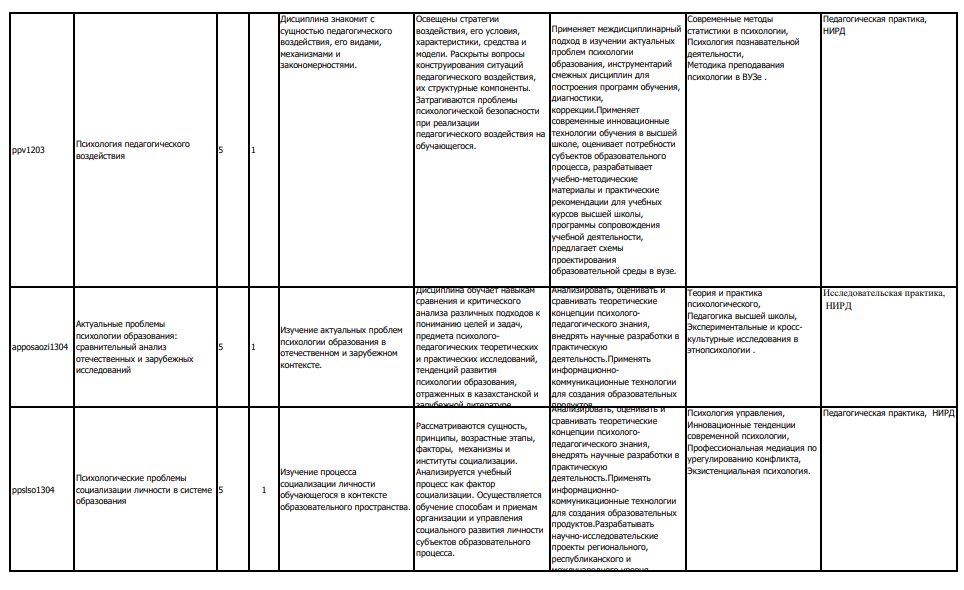 ppv1203
Психология педагогического
воздействия
5
1
Дисциплина знакомит с
сущностью педагогического
воздействия, его видами,
механизмами и
закономерностями.
Освещены стратегии
воздействия, его условия,
характеристики, средства и
модели. Раскрыты вопросы
конструирования ситуаций
педагогического воздействия,
их структурные компоненты.
Затрагиваются проблемы
психологической безопасности
при реализации
педагогического воздействия на
обучающегося.
Применяет междисциплинарный
подход в изучении актуальных
проблем психологии
образования, инструментарий
смежных дисциплин для
построения программ обучения,
диагностики,
коррекции.Применяет
современные инновационные
технологии обучения в высшей
школе, оценивает потребности
субъектов образовательного
процесса, разрабатывает
учебно-методические
материалы и практические
рекомендации для учебных
курсов высшей школы,
программы сопровождения
учебной деятельности,
предлагает схемы
проектирования
образовательной среды в вузе.
Современные методы
статистики в психологии,
Психология познавательной
деятельности,
Методика преподавания
психологии в ВУЗе .
Педагогическая практика,
НИРД
apposaozi1304
Актуальные проблемы
психологии образования:
сравнительный анализ
отечественных и зарубежных
исследований
5
1
Изучение актуальных проблем
психологии образования в
отечественном и зарубежном
контексте.
Дисциплина обучает навыкам
сравнения и критического
анализа различных подходов к
пониманию целей и задач,
предмета психолого-
педагогических теоретических
и практических исследований,
тенденций развития
психологии образования,
отраженных в казахстанской и
зарубежной литературе
Анализировать, оценивать и
сравнивать теоретические
концепции психолого-
педагогического знания,
внедрять научные разработки в
практическую
деятельность.Применять
информационно-
коммуникационные технологии
для создания образовательных
продуктов
Теория и практика
психологического,
Педагогика высшей школы,
Экспериментальные и кросс-
культурные исследования в
этнопсихологии .
Исследовательская практика,
НИРД
ppslso1304
Психологические проблемы
социализации личности в системе
образования
5
1
Изучение процесса
социализации личности
обучающегося в контексте
образовательного пространства.
Рассматриваются сущность,
принципы, возрастные этапы,
факторы, механизмы и
институты социализации.
Анализируется учебный
процесс как фактор
социализации. Осуществляется
обучение способам и приемам
организации и управления
социального развития личности
субъектов образовательного
процесса.
Анализировать, оценивать и
сравнивать теоретические
концепции психолого-
педагогического знания,
внедрять научные разработки в
практическую
деятельность.Применять
информационно-
коммуникационные технологии
для создания образовательных
продуктов.Разрабатывать
научно-исследовательские
проекты регионального,
республиканского и
международного уровня
Психология управления,
Инновационные тенденции
современной психологии,
Профессиональная медиация по
урегулированию конфликта,
Экзистенциальная психология.
Педагогическая практика, НИРД